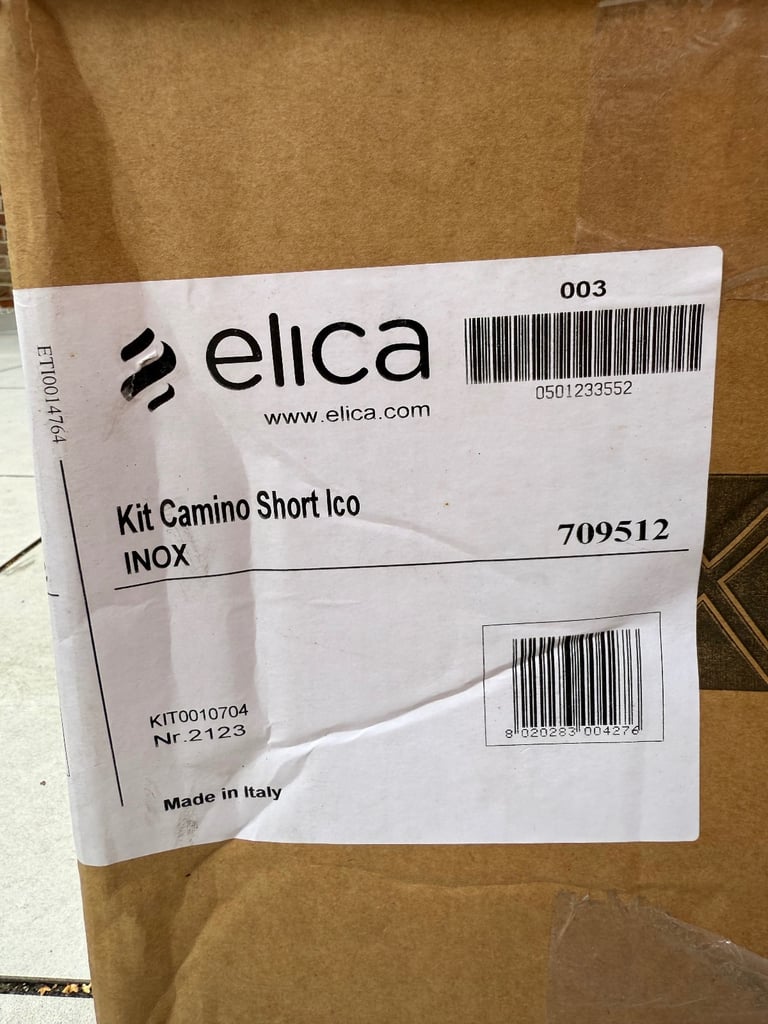 003
elica
0501233552
www.elica.com
ETI0014764
Kit Camino Short Ico
INOX
709512
KIT0010704
Nr.2123
8 020283 004276
Made in Italy